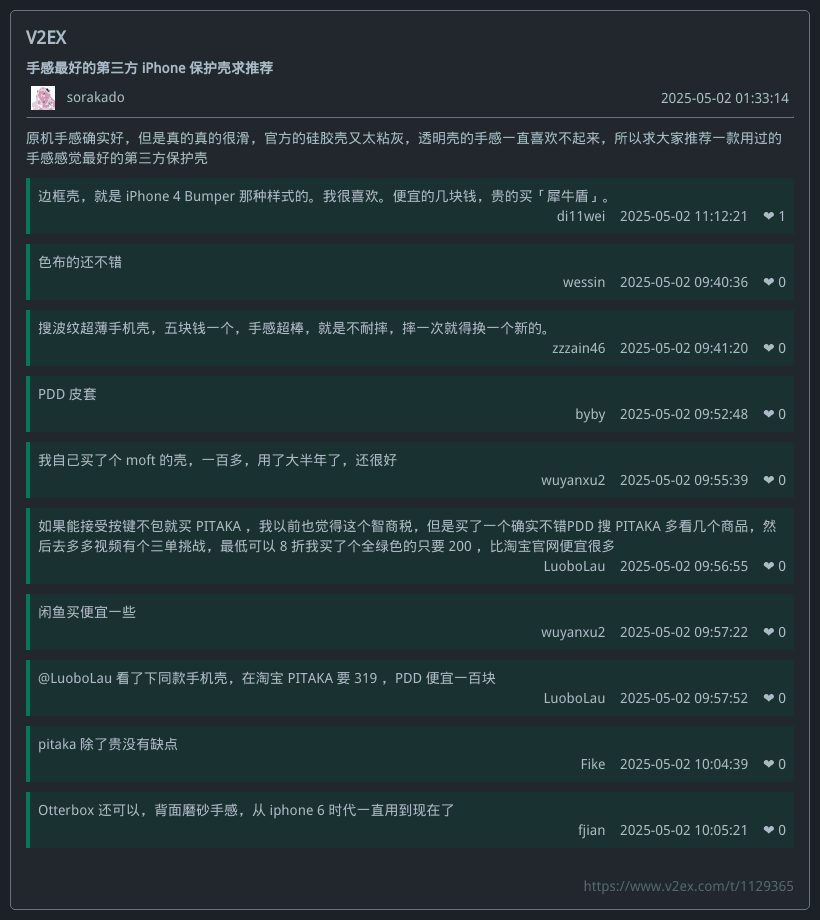 V2EX
手感最好的第三方 iPhone 保护壳求推荐
sorakado 2025-05-02 01:33:14
原机手感确实好，但是真的真的很滑，官方的硅胶壳又太粘灰，透明壳的手感一直喜欢不起来，所以求大家推荐一款用过的
手感感觉最好的第三方保护壳
边框壳，就是 iPhone 4 Bumper 那种样式的。我很喜欢。便宜的几块钱，贵的买「犀牛盾」。
di11wei 2025-05-02 11:12:21 ❤ 1
色布的还不错
wessin 2025-05-02 09:40:36 ❤ 0
搜波纹超薄手机壳，五块钱一个，手感超棒，就是不耐摔，摔一次就得换一个新的。
zzzain46 2025-05-02 09:41:20 ❤ 0
PDD 皮套
byby 2025-05-02 09:52:48 ❤ 0
我自己买了个 moft 的壳，一百多，用了大半年了，还很好
wuyanxu2 2025-05-02 09:55:39 ❤ 0
如果能接受按键不包就买 PITAKA ，我以前也觉得这个智商税，但是买了一个确实不错PDD 搜 PITAKA 多看几个商品，然
后去多多视频有个三单挑战，最低可以 8 折我买了个全绿色的只要 200 ，比淘宝官网便宜很多
LuoboLau 2025-05-02 09:56:55 ❤ 0
闲鱼买便宜一些
wuyanxu2 2025-05-02 09:57:22 ❤ 0
@LuoboLau 看了下同款手机壳，在淘宝 PITAKA 要 319 ，PDD 便宜一百块
LuoboLau 2025-05-02 09:57:52 ❤ 0
pitaka 除了贵没有缺点
Fike 2025-05-02 10:04:39 ❤ 0
Otterbox 还可以，背面磨砂手感，从 iphone 6 时代一直用到现在了
fjian 2025-05-02 10:05:21 ❤ 0
https://www.v2ex.com/t/1129365